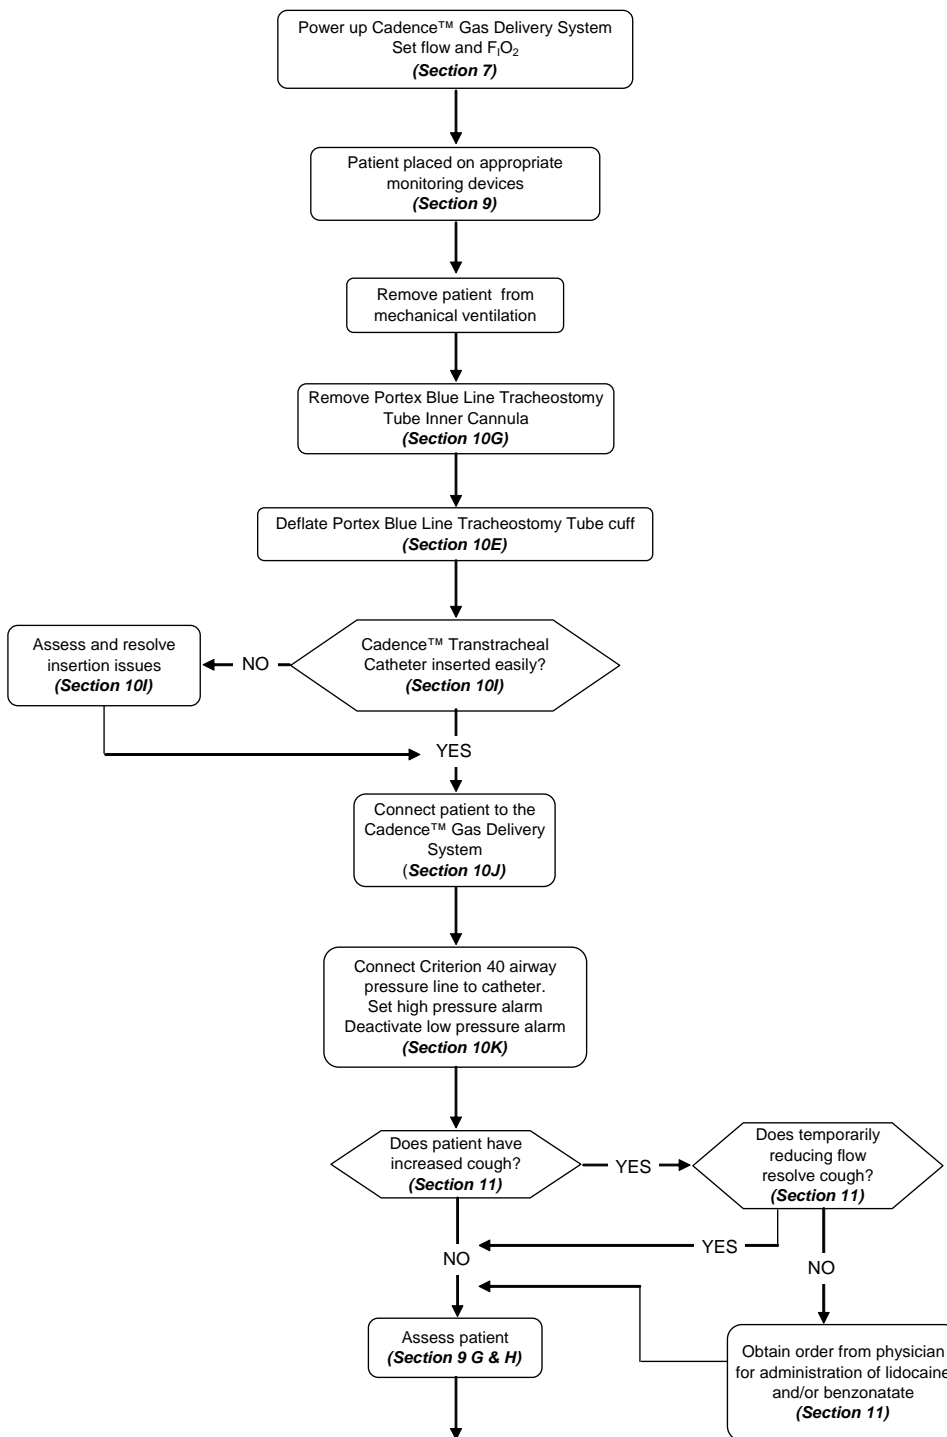 Power up Cadence™ Gas Delivery System
Set flow and FIO2
(Section 7)
Patient placed on appropriate
monitoring devices
(Section 9)
Remove patient from
mechanical ventilation
Remove Portex Blue Line Tracheostomy
Tube Inner Cannula
(Section 10G)
Deflate Portex Blue Line Tracheostomy Tube cuff
(Section 10E)
Cadence™ Transtracheal
Catheter inserted easily?
(Section 10I)
NO
Assess and resolve
insertion issues
(Section 10I)
YES
Connect patient to the
Cadence™ Gas Delivery
System
(Section 10J)
Connect Criterion 40 airway
pressure line to catheter.
Set high pressure alarm
Deactivate low pressure alarm
(Section 10K)
Does patient have
increased cough?
(Section 11)
YES
Does temporarily
reducing flow
resolve cough?
(Section 11)
YES
NO
NO
Assess patient
(Section 9 G & H)
Obtain order from physician
for administration of lidocaine
and/or benzonatate
(Section 11)